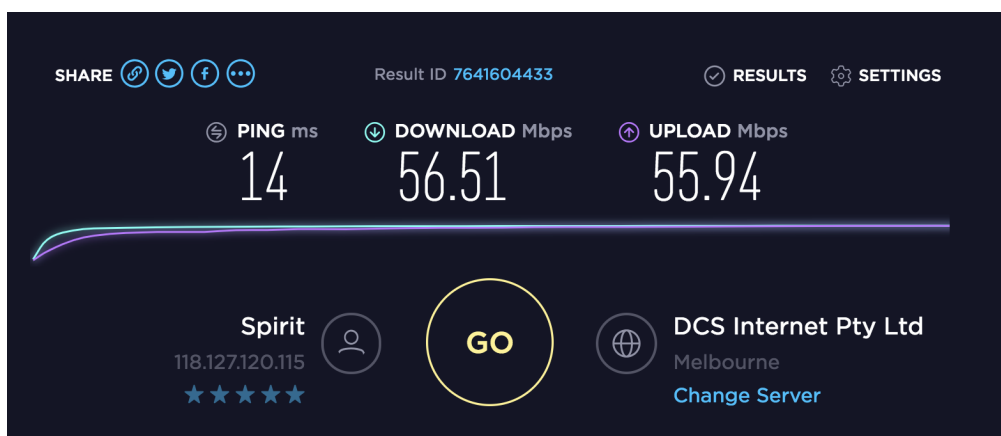 SHARE Result ID 7641604433 RESULTS SETTINGS
PING ms DOWNLOAD Mbps UPLOAD Mbps
14 56.51 55.94
Spirit GO DCS Internet Pty Ltd
118.127.120.115 Melbourne
Change Server